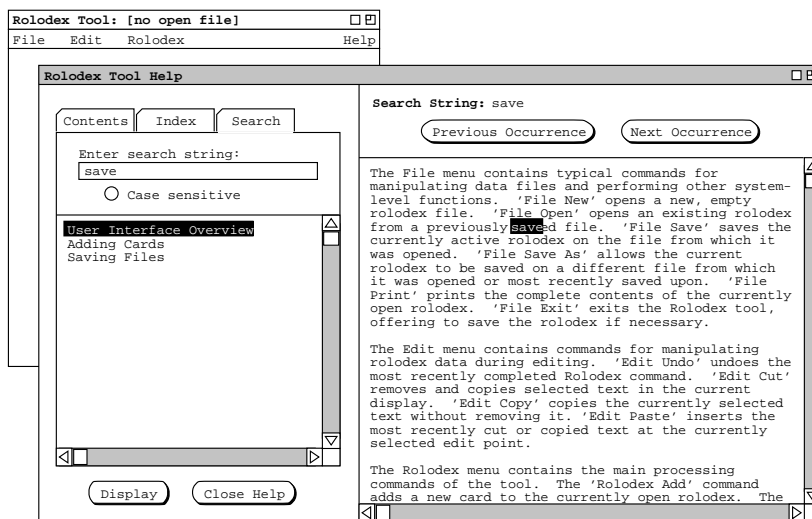 Rolodex Tool: [no open file]
File Edit Rolodex Help
Rolodex Tool Help
Contents Index Search
Enter search string:
save
Case sensitive
User Interface Overview
Adding Cards
Saving Files
Display Close Help
Search String: save
Previous Occurrence Next Occurrence
The File menu contains typical commands for
manipulating data files and performing other system-
level functions. 'File New' opens a new, empty
rolodex file. 'File Open' opens an existing rolodex
from a previously saved file. 'File Save' saves the
currently active rolodex on the file from which it
was opened. 'File Save As' allows the current
rolodex to be saved on a different file from which
it was opened or most recently saved upon. 'File
Print' prints the complete contents of the currently
open rolodex. 'File Exit' exits the Rolodex tool,
offering to save the rolodex if necessary.
The Edit menu contains commands for manipulating
rolodex data during editing. 'Edit Undo' undoes the
most recently completed Rolodex command. 'Edit Cut'
removes and copies selected text in the current
display. 'Edit Copy' copies the currently selected
text without removing it. 'Edit Paste' inserts the
most recently cut or copied text at the currently
selected edit point.
The Rolodex menu contains the main processing
commands of the tool. The 'Rolodex Add' command
adds a new card to the currently open rolodex. The